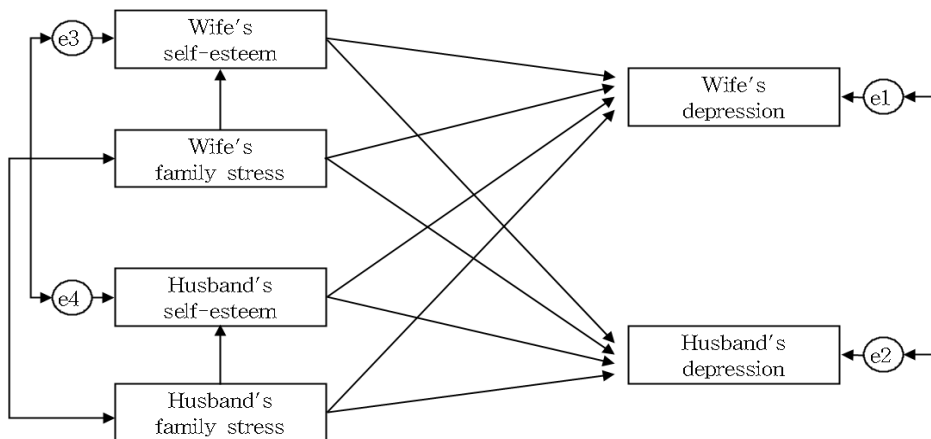 e3
Wife's
self-esteem
Wife's
family stress
e4
Husband's
self-esteem
Husband's
family stress
Wife's
depression
e1
Husband's
depression
e2